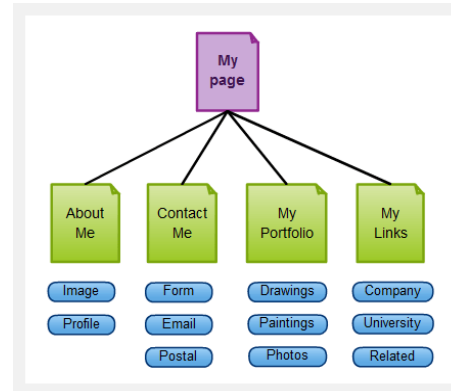 My
page
About
Me
Contact
Me
My
Portfolio
My
Links
Image
Form
Drawings
Company
Profile
Email
Paintings
University
Postal
Photos
Related